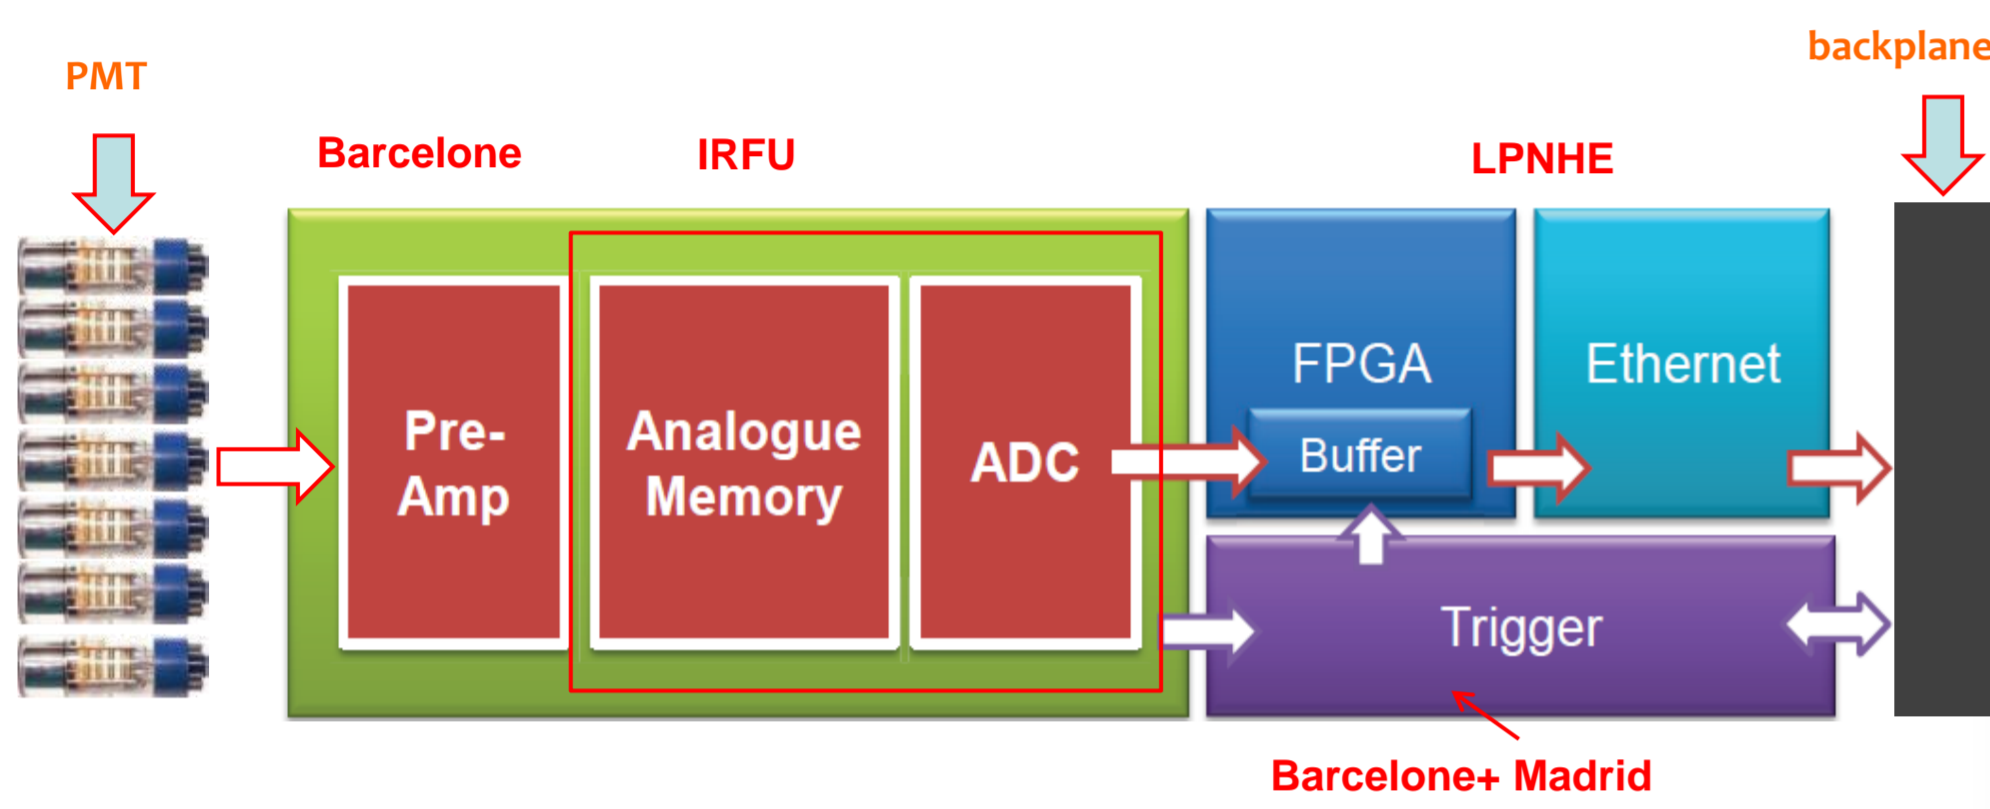 PMT
backplane
Barcelone
IRFU
LPNHE
Pre-
Amp
Analogue
Memory
ADC
FPGA
Buffer
Ethernet
Trigger
Barcelone+ Madrid